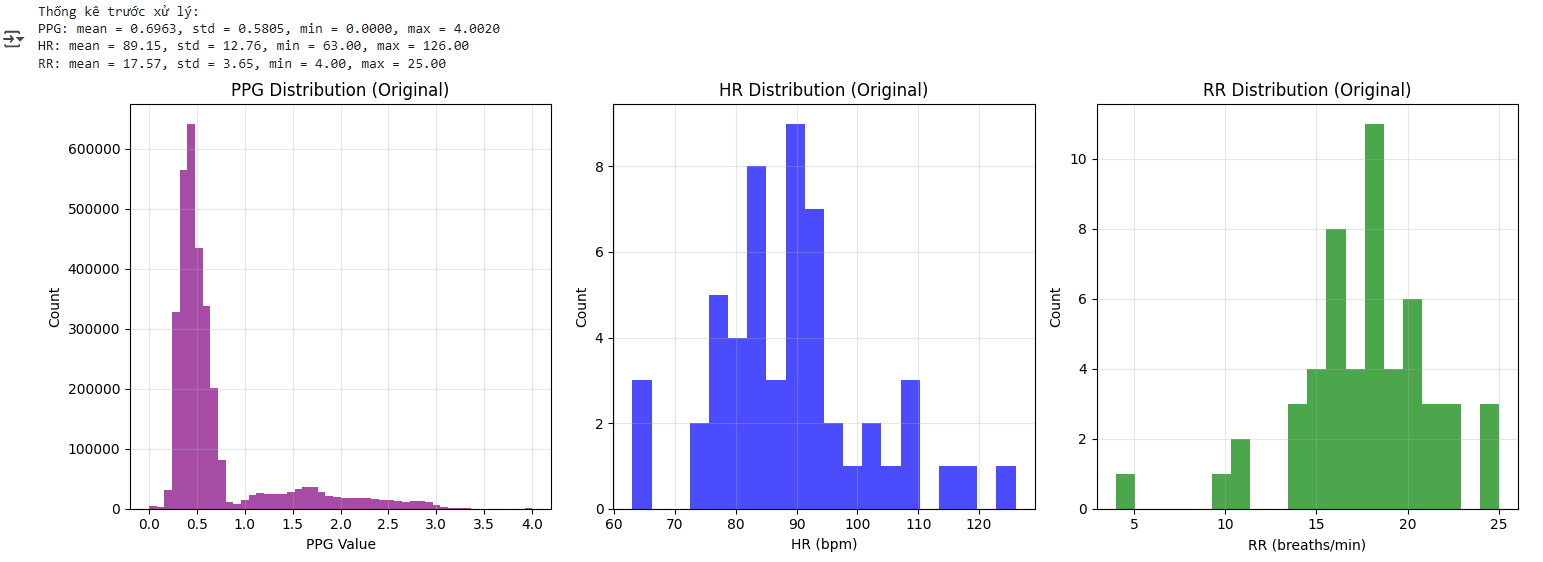 Thống kê trước xử lý:
PPG: mean = 0.6963, std = 0.5805, min = 0.0000, max = 4.0020
HR: mean = 89.15, std = 12.76, min = 63.00, max = 126.00
RR: mean = 17.57, std = 3.65, min = 4.00, max = 25.00
PPG Distribution (Original)
600000
500000
400000
300000
200000
100000
0
Count
0.0 0.5 1.0 1.5 2.0 2.5 3.0 3.5 4.0
PPG Value
HR Distribution (Original)
8
6
4
2
0
Count
60 70 80 90 100 110 120
HR (bpm)
RR Distribution (Original)
10
8
6
4
2
0
Count
5 10 15 20 25
RR (breaths/min)